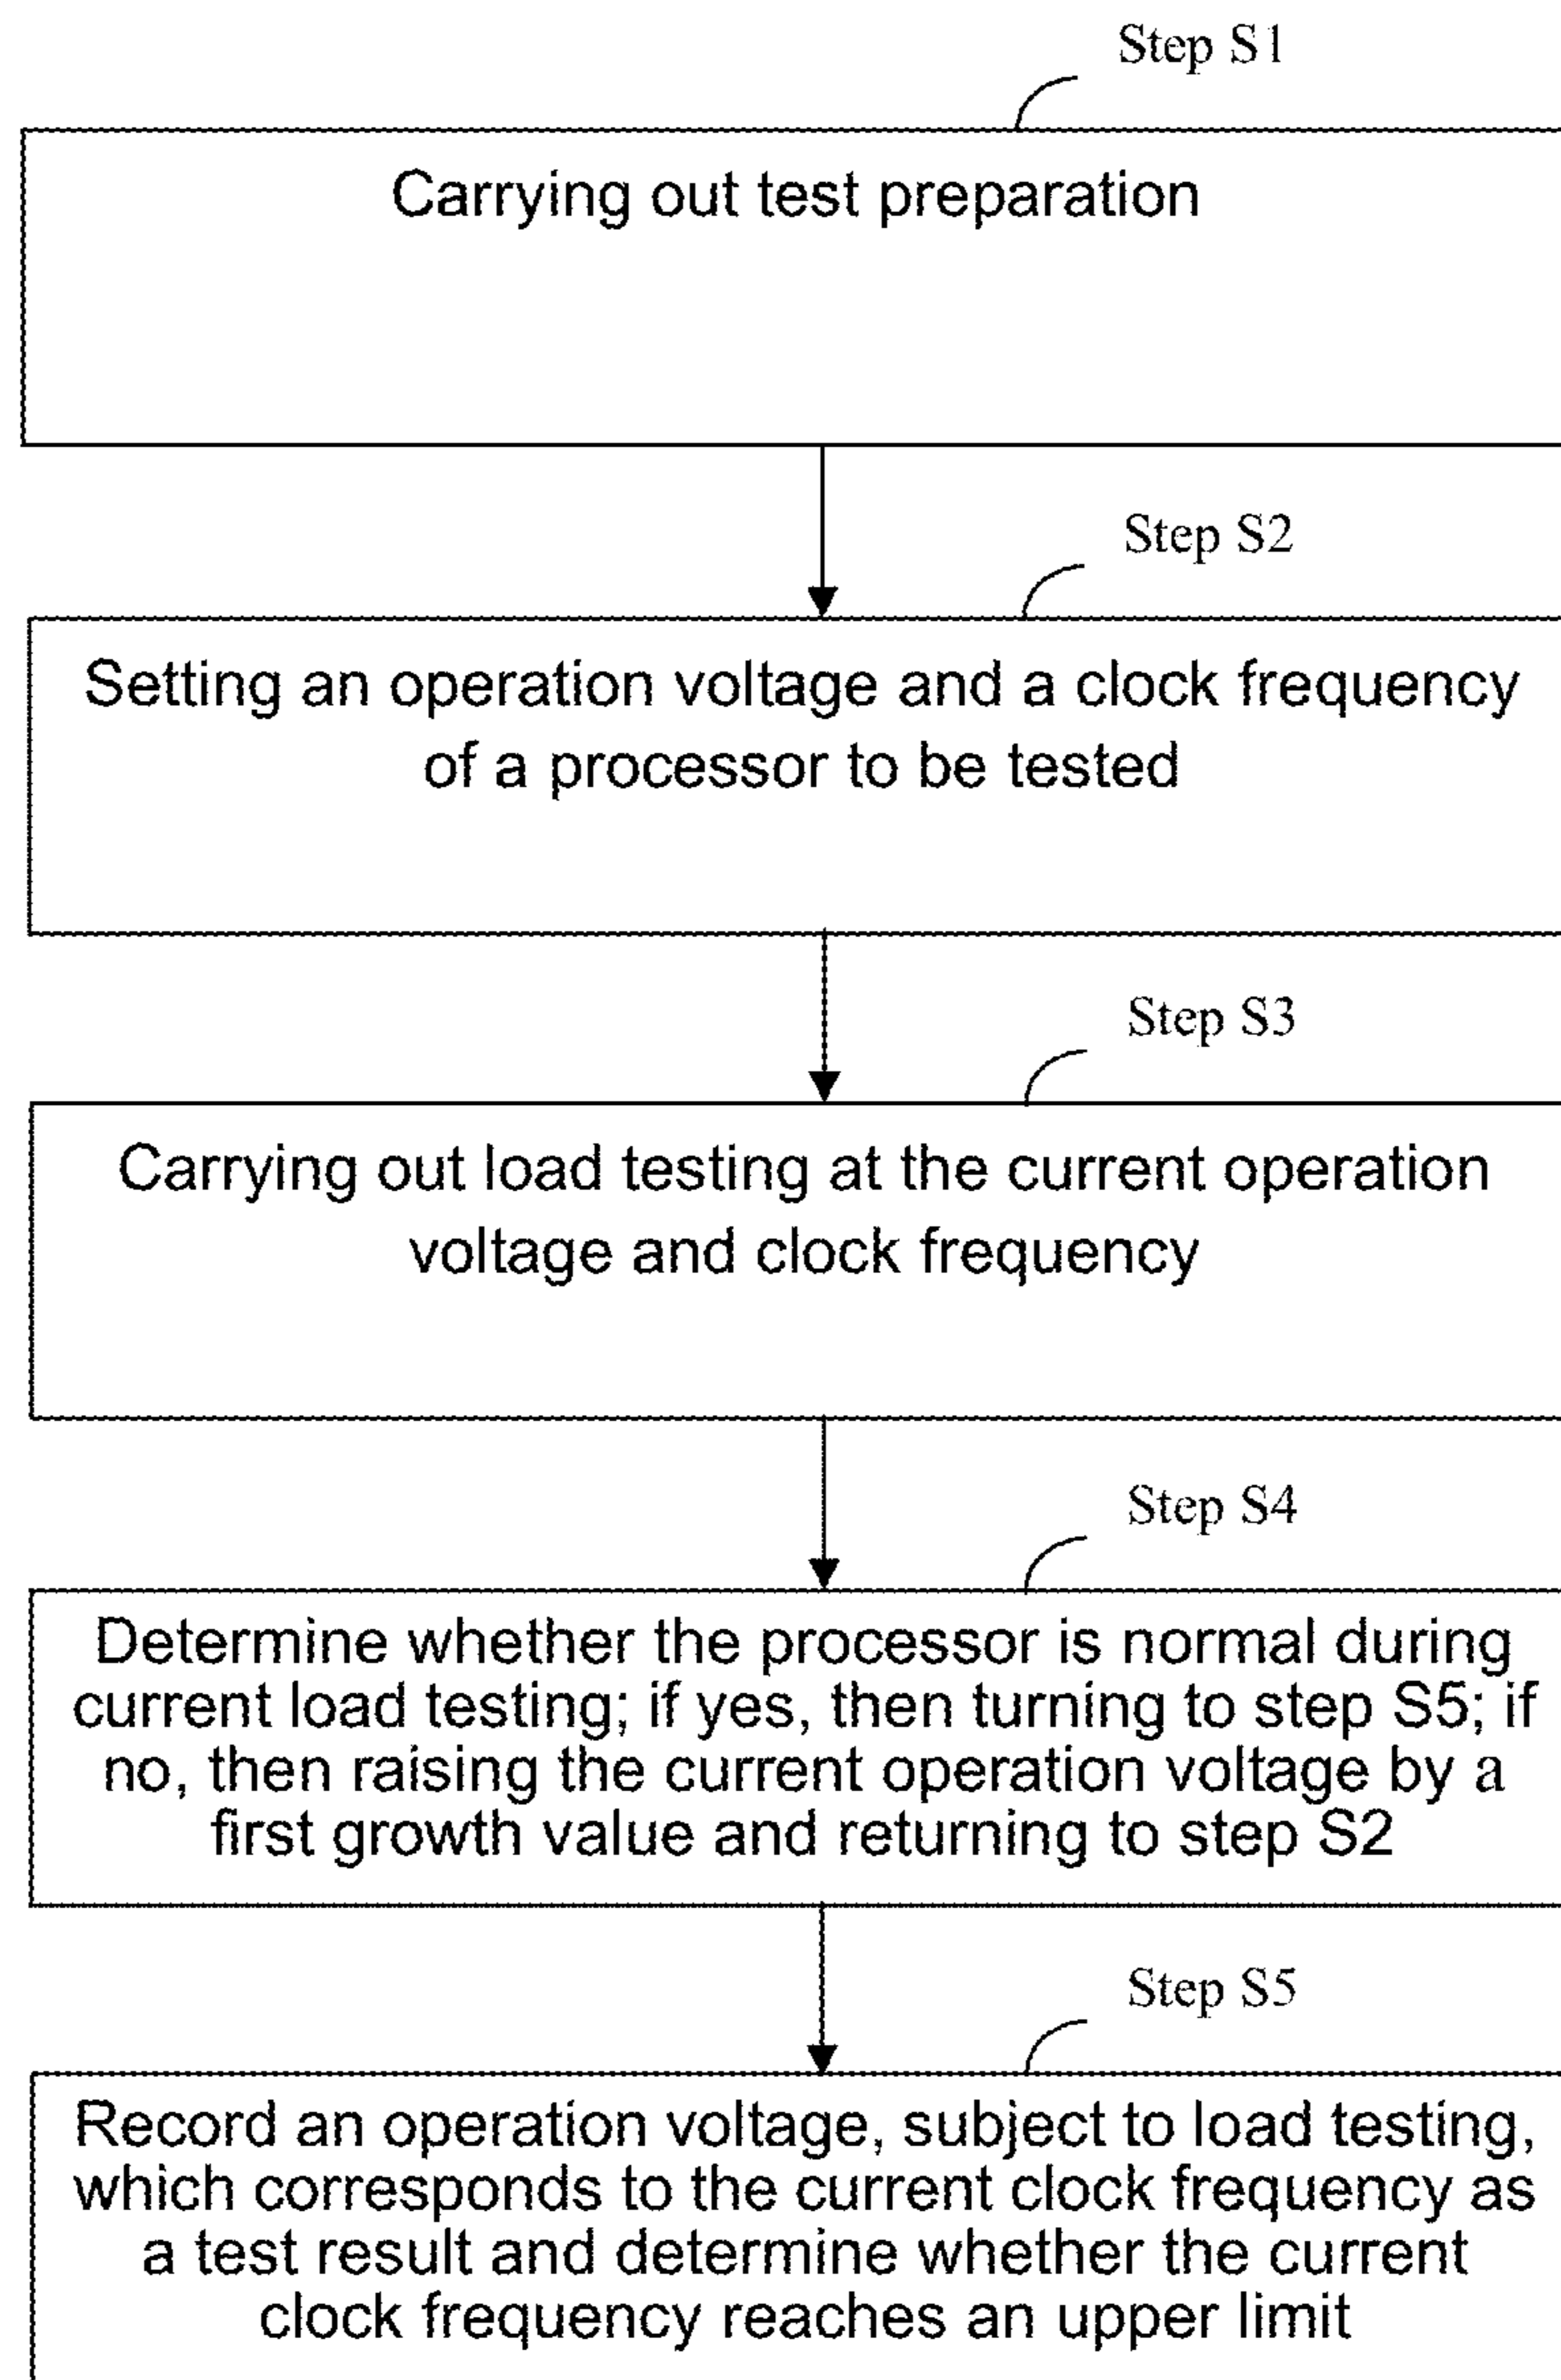 Step S1
Carrying out test preparation
Step S2
Setting an operation voltage and a clock frequency
of a processor to be tested
Step S3
Carrying out load testing at the current operation
voltage and clock frequency
Step S4
Determine whether the processor is normal during
current load testing; if yes, then turning to step S5; if
no, then raising the current operation voltage by a
first growth value and returning to step S2
Step S5
Record an operation voltage, subject to load testing,
which corresponds to the current clock frequency as
a test result and determine whether the current
clock frequency reaches an upper limit